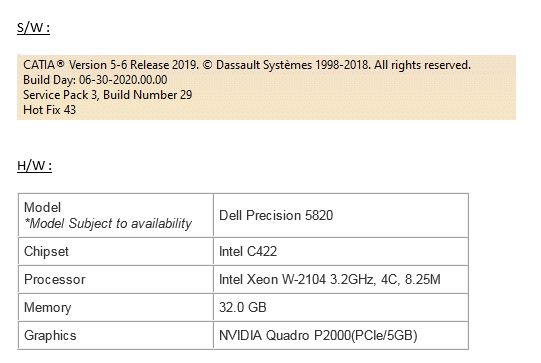 S/W :
CATIA® Version 5-6 Release 2019. © Dassault Systèmes 1998-2018. All rights reserved.
Build Day: 06-30-2020.00.00
Service Pack 3, Build Number 29
Hot Fix 43
H/W :
Model
*Model Subject to availability
Dell Precision 5820
Chipset
Intel C422
Processor
Intel Xeon W-2104 3.2GHz, 4C, 8.25M
Memory
32.0 GB
Graphics
NVIDIA Quadro P2000(PCIe/5GB)